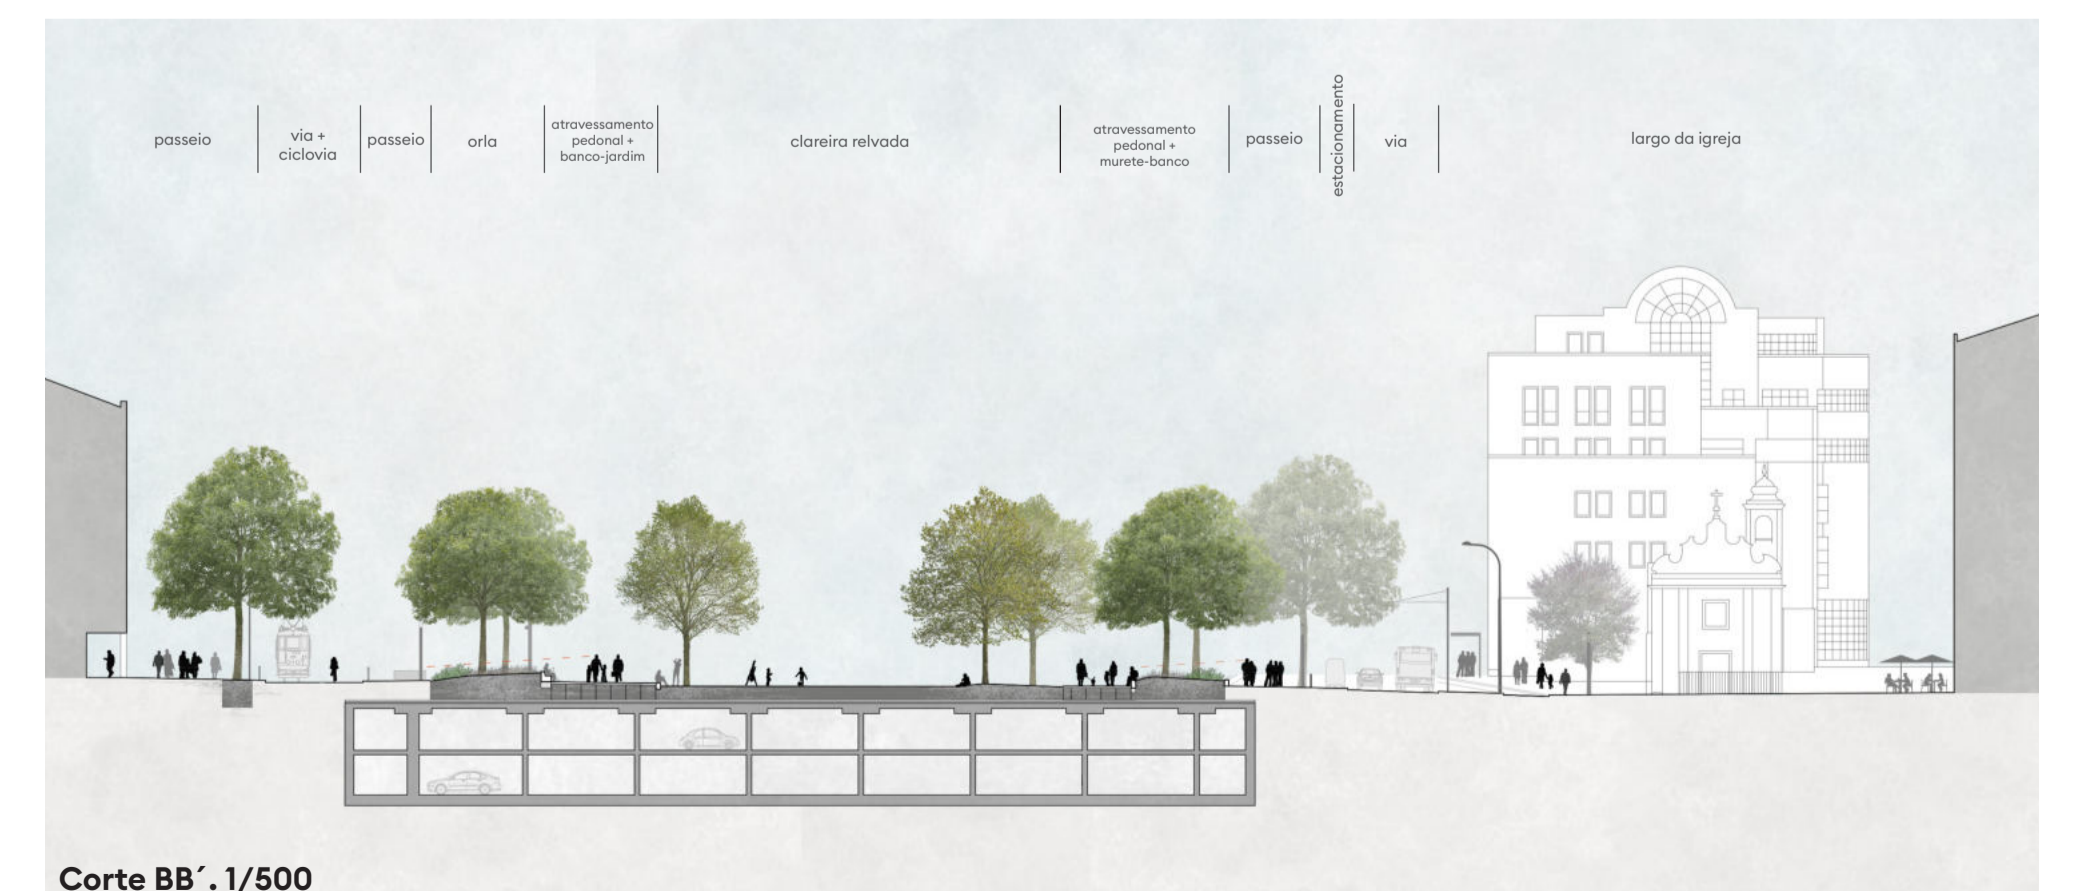 passeio
via +
ciclovia
passeio
orla
atravessamento
pedonal +
banco-jardim
clareira relvada
atravessamento
pedonal +
murete-banco
passeio
estacionamento
via
largo da igreja
Corte BB´. 1/500